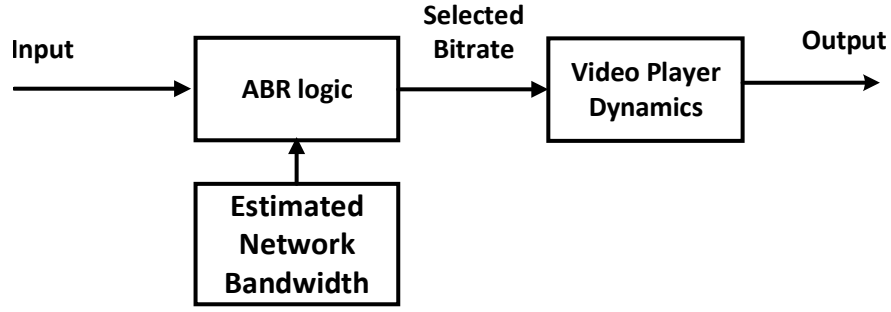 Input
ABR logic
Selected
Bitrate
Video Player
Dynamics
Output
Estimated
Network
Bandwidth